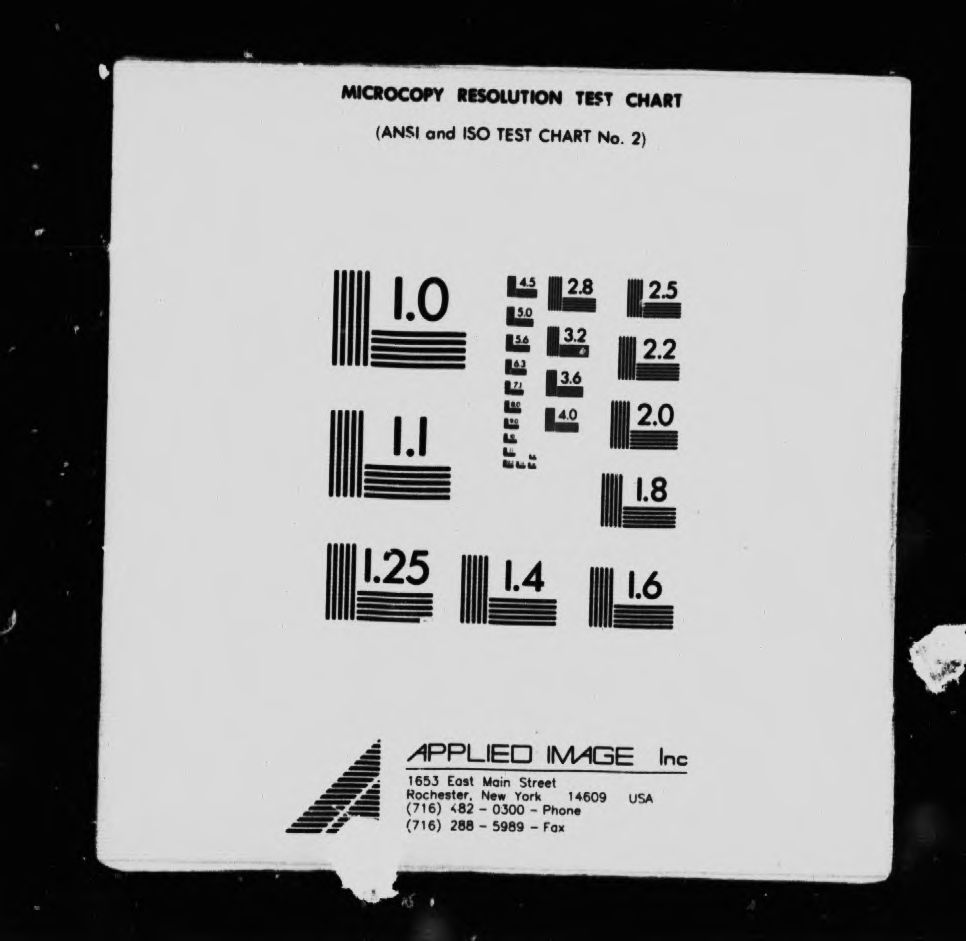 MICROCOPY RESOLUTION TEST CHART
(ANSI and ISO TEST CHART No. 2)
1.0
4.5
2.8
2.5
5.0
5.6
3.2
2.2
6.3
3.6
7.1
8.0
4.0
2.0
9.0
1.1
1.8
1.25
1.4
1.6
APPLIED IMAGE Inc
1653 East Main Street
Rochester, New York 14609 USA
(716) 482 - 0300 - Phone
(716) 288 - 5989 - Fax